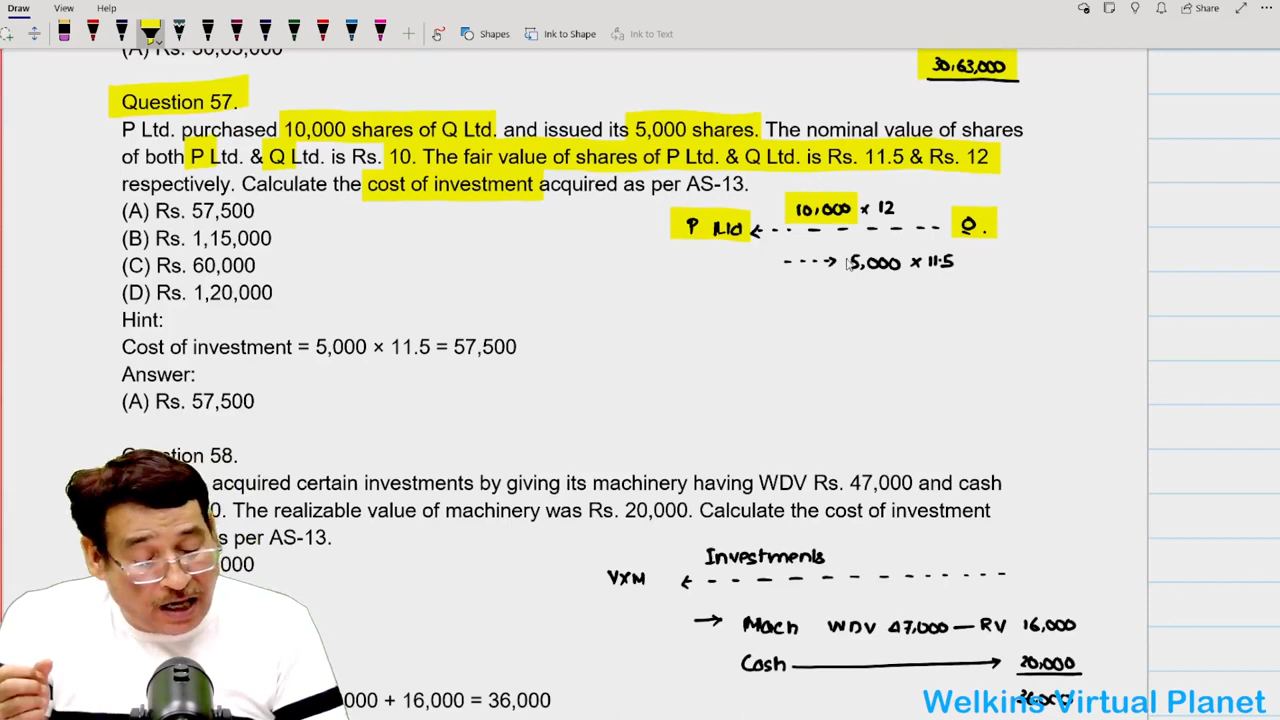 Draw View Help
Share
Shapes Ink to Shape Ink to Text
30,63,000
Question 57.
P Ltd. purchased 10,000 shares of Q Ltd. and issued its 5,000 shares. The nominal value of shares
of both P Ltd. & Q Ltd. is Rs. 10. The fair value of shares of P Ltd. & Q Ltd. is Rs. 11.5 & Rs. 12
respectively. Calculate the cost of investment acquired as per AS-13.
(A) Rs. 57,500
(B) Rs. 1,15,000
(C) Rs. 60,000
(D) Rs. 1,20,000
10,000 × 12
P Ltd Q.
5,000 × 11.5
Hint:
Cost of investment = 5,000 × 11.5 = 57,500
Answer:
(A) Rs. 57,500
Question 58.
acquired certain investments by giving its machinery having WDV Rs. 47,000 and cash
0. The realizable value of machinery was Rs. 20,000. Calculate the cost of investment
s per AS-13.
000
Investments
VXM
Mach WDV 47,000 — RV 16,000
Cash 20,000
36,000
000 + 16,000 = 36,000
Welkins Virtual Planet